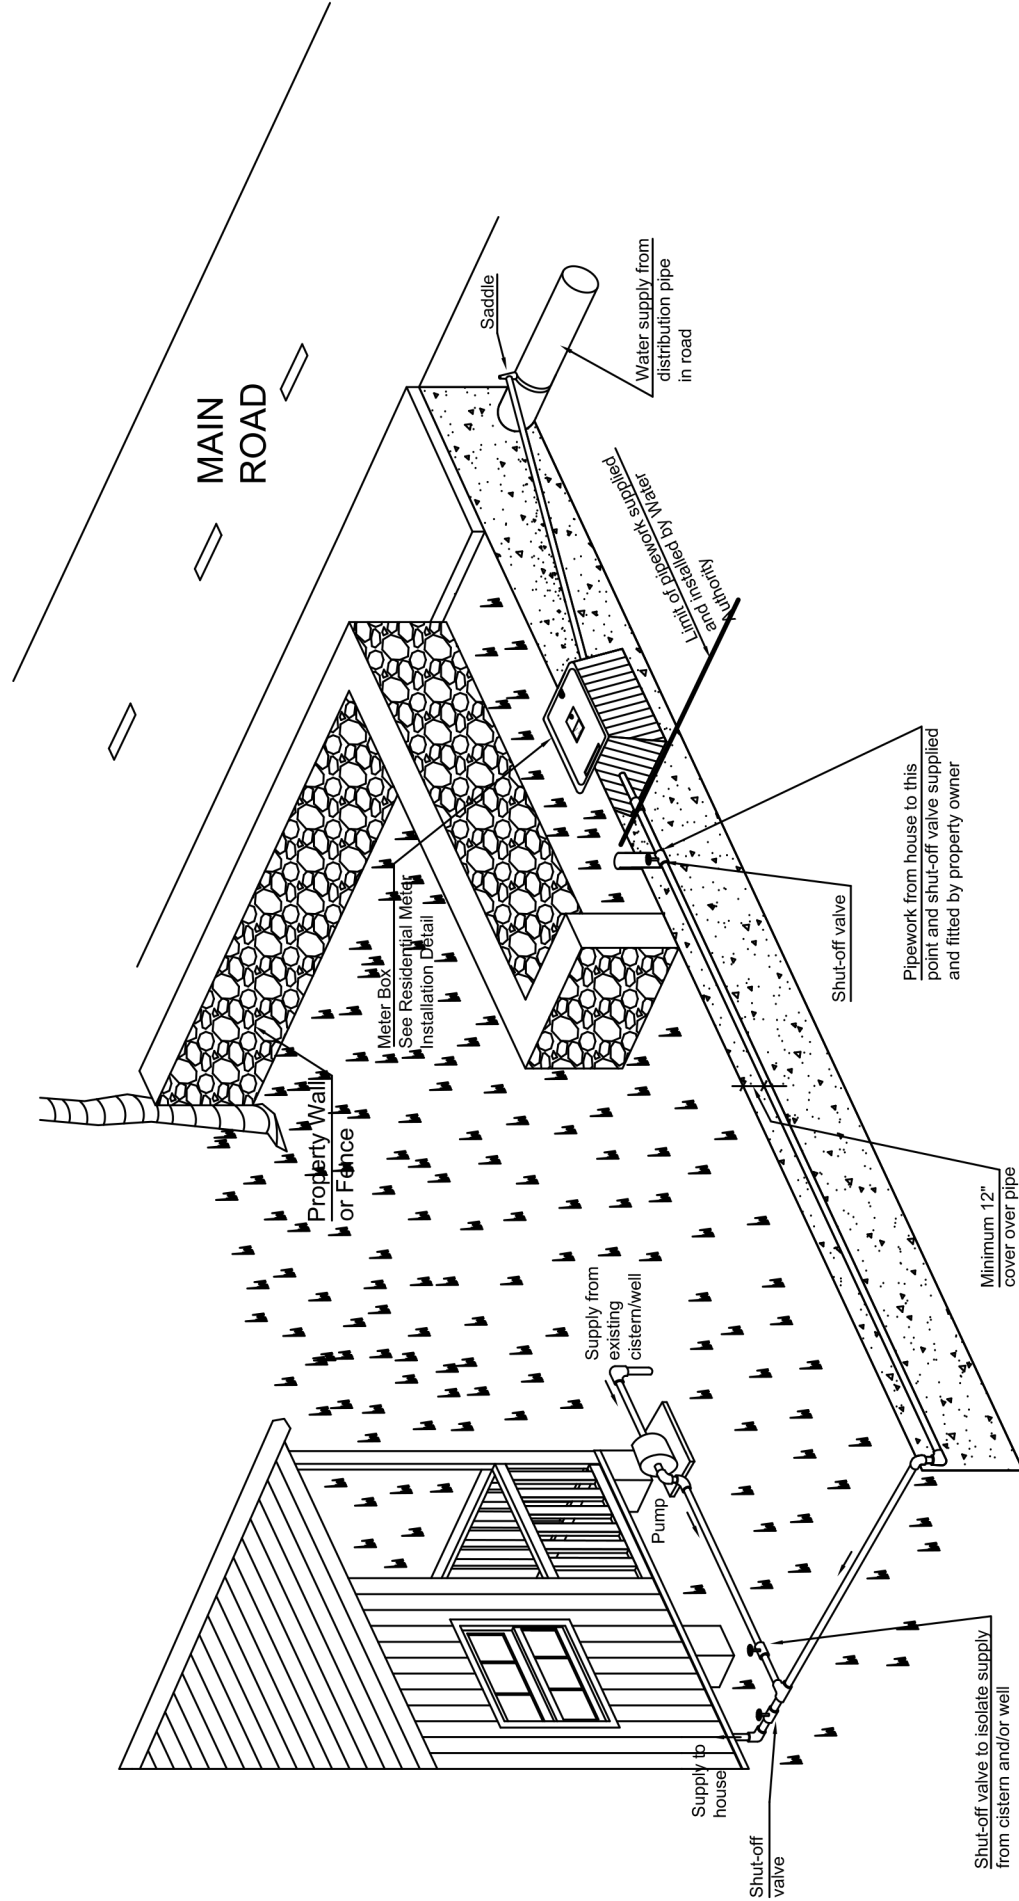 MAIN
ROAD
Saddle
Water supply from
distribution pipe
in road
Limit of pipework supplied
and installed by Water
Authority
Meter Box
See Residential Meter
Installation Detail
Property Wall
or Fence
Shut-off valve
Pipework from house to this
point and shut-off valve supplied
and fitted by property owner
Minimum 12"
cover over pipe
Supply from
existing
cistern/well
Pump
Supply to
house
Shut-off
valve
Shut-off valve to isolate supply
from cistern and/or well